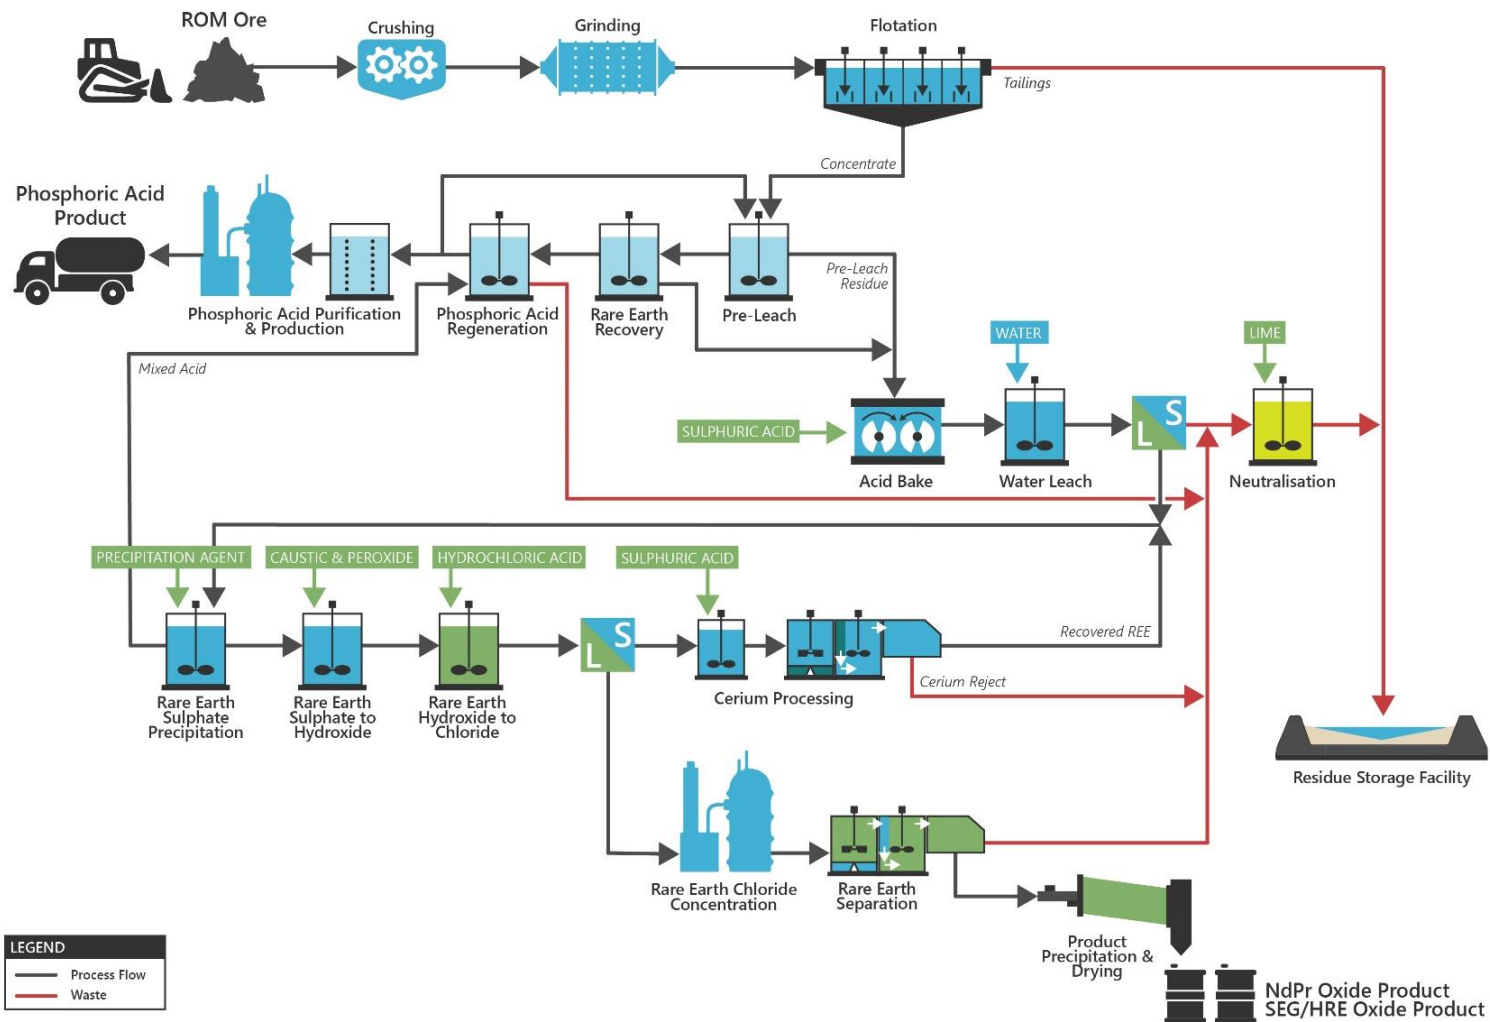 ROM Ore
Crushing
Grinding
Flotation
Tailings
Concentrate
Phosphoric Acid
Product
Pre-Leach
Residue
Phosphoric Acid Purification
& Production
Phosphoric Acid
Regeneration
Rare Earth
Recovery
Pre-Leach
WATER
LIME
Mixed Acid
SULPHURIC ACID
S
L
Acid Bake
Water Leach
Neutralisation
PRECIPITATION AGENT
CAUSTIC & PEROXIDE
HYDROCHLORIC ACID
SULPHURIC ACID
S
L
Recovered REE
Cerium Reject
Cerium Processing
Rare Earth
Sulphate
Precipitation
Rare Earth
Sulphate to
Hydroxide
Rare Earth
Hydroxide to
Chloride
Residue Storage Facility
Rare Earth Chloride
Concentration
Rare Earth
Separation
Product
Precipitation &
Drying
LEGEND
Process Flow
Waste
NdPr Oxide Product
SEG/HRE Oxide Product